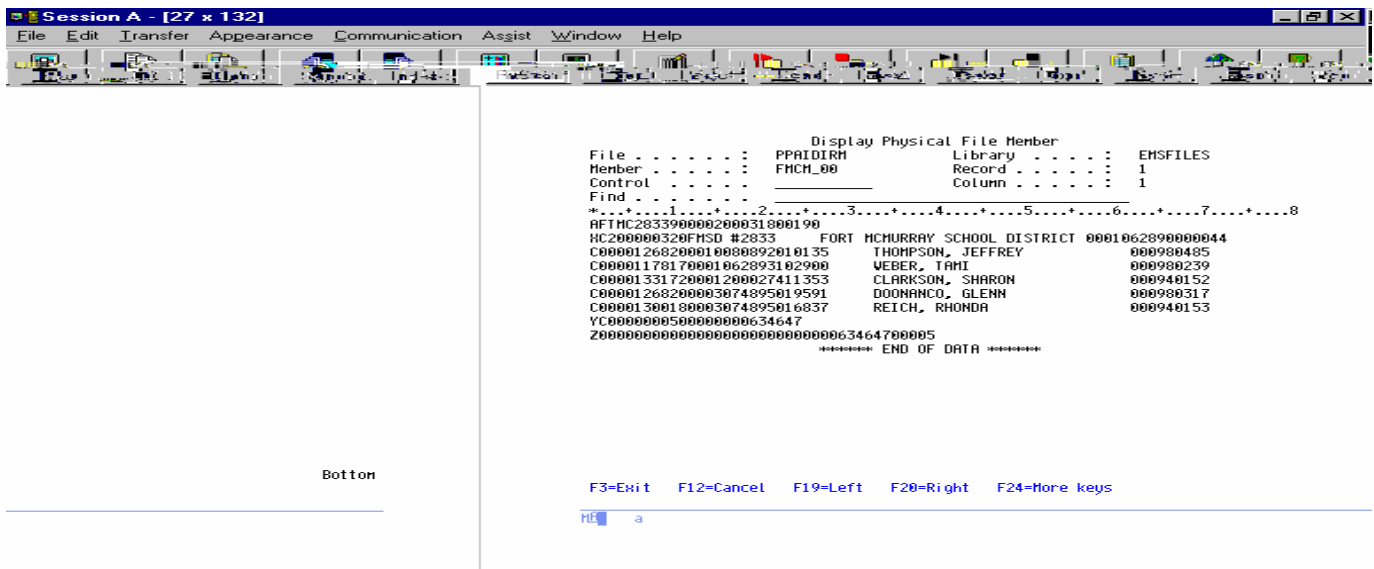 Session A - [27 x 132]
File Edit Transfer Appearance Communication Assist Window Help
Display Physical File Member
File . . . . . . : PPAIDIRM Library . . . . : EMSFILES
Member . . . . . : FMCM_00 Record . . . . . : 1
Control . . . . . Column . . . . . : 1
Find . . . . . . .
*...+....1....+....2....+....3....+....4....+....5....+....6....+....7....+....8
AFTMC28339000020003180019​0
XC200000320FMSD #2833 FORT MCMURRAY SCHOOL DISTRICT 0001062890000044
C00001268200010080892010135 THOMPSON, JEFFREY 000980485
C00001178170001062893102900 WEBER, TAMI 000980239
C00001331720001200027411353 CLARKSON, SHARON 000940152
C00001268200003074895019591 DOONANCO, GLENN 000980317
C00001300180003074895016837 REICH, RHONDA 000940153
YC00000000500000000634647
Z000000000000000000000000000063464700005
******* END OF DATA *******
Bottom
F3=Exit F12=Cancel F19=Left F20=Right F24=More keys
a